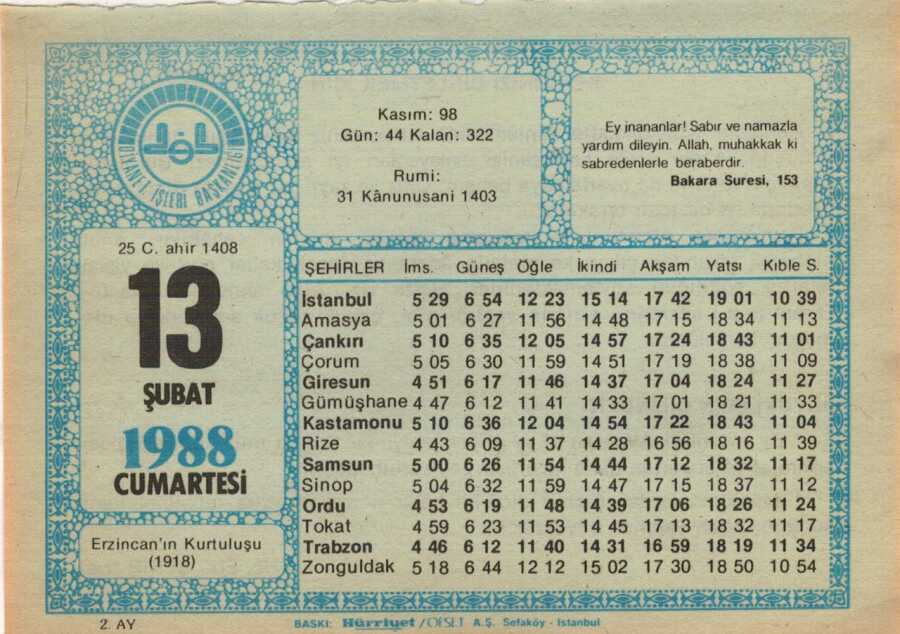 DİYANET İŞLERİ BAŞKANLIĞI
Kasım: 98
Gün: 44 Kalan: 322
Rumi:
31 Kânunusani 1403
Ey inananlar! Sabır ve namazla
yardım dileyin. Allah, muhakkak ki
sabredenlerle beraberdir.
Bakara Suresi, 153
25 C. ahir 1408
13
ŞUBAT
1988
CUMARTESİ
Erzincan'ın Kurtuluşu
(1918)
ŞEHİRLER İms. Güneş Öğle İkindi Akşam Yatsı Kıble S.
İstanbul 5 29 6 54 12 23 15 14 17 42 19 01 10 39
Amasya 5 01 6 27 11 56 14 48 17 15 18 34 11 13
Çankırı 5 10 6 35 12 05 14 57 17 24 18 43 11 01
Çorum 5 05 6 30 11 59 14 51 17 19 18 38 11 09
Giresun 4 51 6 17 11 46 14 37 17 04 18 24 11 27
Gümüşhane 4 47 6 12 11 41 14 33 17 01 18 21 11 33
Kastamonu 5 10 6 36 12 04 14 54 17 22 18 43 11 04
Rize 4 43 6 09 11 37 14 28 16 56 18 16 11 39
Samsun 5 00 6 26 11 54 14 44 17 12 18 32 11 17
Sinop 5 04 6 32 11 59 14 47 17 15 18 37 11 12
Ordu 4 53 6 19 11 48 14 39 17 06 18 26 11 24
Tokat 4 59 6 23 11 53 14 45 17 13 18 32 11 17
Trabzon 4 46 6 12 11 40 14 31 16 59 18 19 11 34
Zonguldak 5 18 6 44 12 12 15 02 17 30 18 50 10 54
2. AY
BASKI: Hürriyet / OFSET A.Ş. Sefaköy - Istanbul